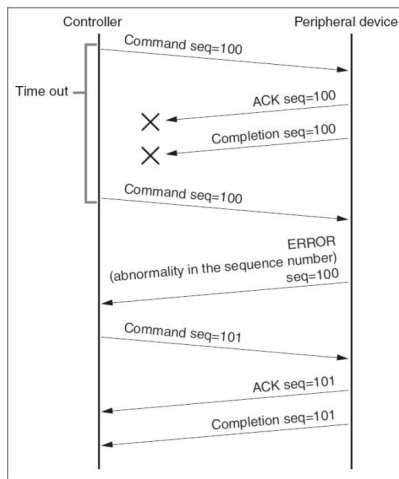 Controller
Peripheral device
Command seq=100
Time out
ACK seq=100
Completion seq=100
Command seq=100
ERROR
(abnormality in the sequence number)
seq=100
Command seq=101
ACK seq=101
Completion seq=101